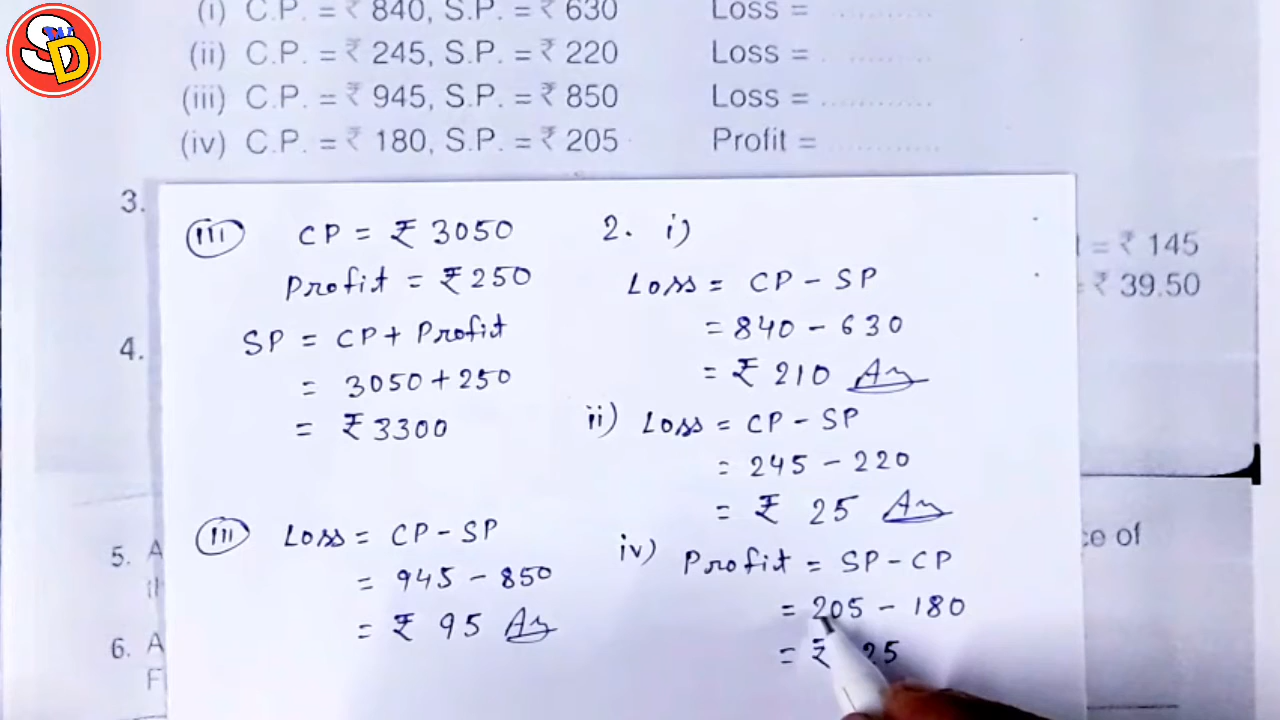 SWD
(i) C.P. = ₹ 840, S.P. = ₹ 630 Loss = ............
(ii) C.P. = ₹ 245, S.P. = ₹ 220 Loss = ............
(iii) C.P. = ₹ 945, S.P. = ₹ 850 Loss = ............
(iv) C.P. = ₹ 180, S.P. = ₹ 205 Profit = ............
3.
= ₹ 145
= ₹ 39.50
4.
5. A
6. A
F
ce of
(iii) CP = ₹ 3050
Profit = ₹ 250
SP = CP + Profit
= 3050 + 250
= ₹ 3300
(iii) Loss = CP - SP
= 945 - 850
= ₹ 95 Ans
2. i)
Loss = CP - SP
= 840 - 630
= ₹ 210 Ans
ii) Loss = CP - SP
= 245 - 220
= ₹ 25 Ans
iv) Profit = SP - CP
= 205 - 180
= ₹ 25